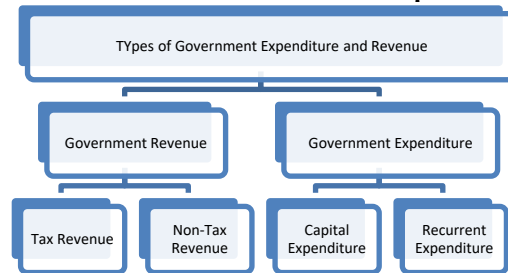 TYpes of Government Expenditure and Revenue
Government Revenue
Government Expenditure
Tax Revenue
Non-Tax
Revenue
Capital
Expenditure
Recurrent
Expenditure